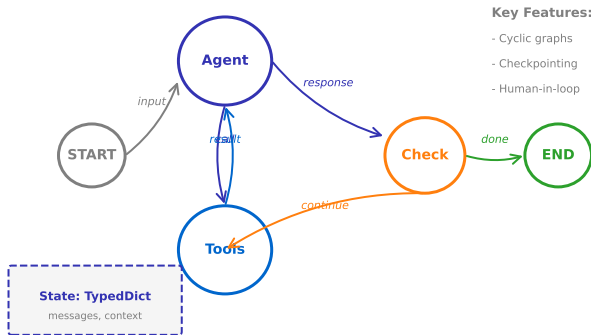 Key Features:
- Cyclic graphs
- Checkpointing
- Human-in-loop
Agent
response
input
START
done
Check
END
continue
Tools
State: TypedDict
messages, context